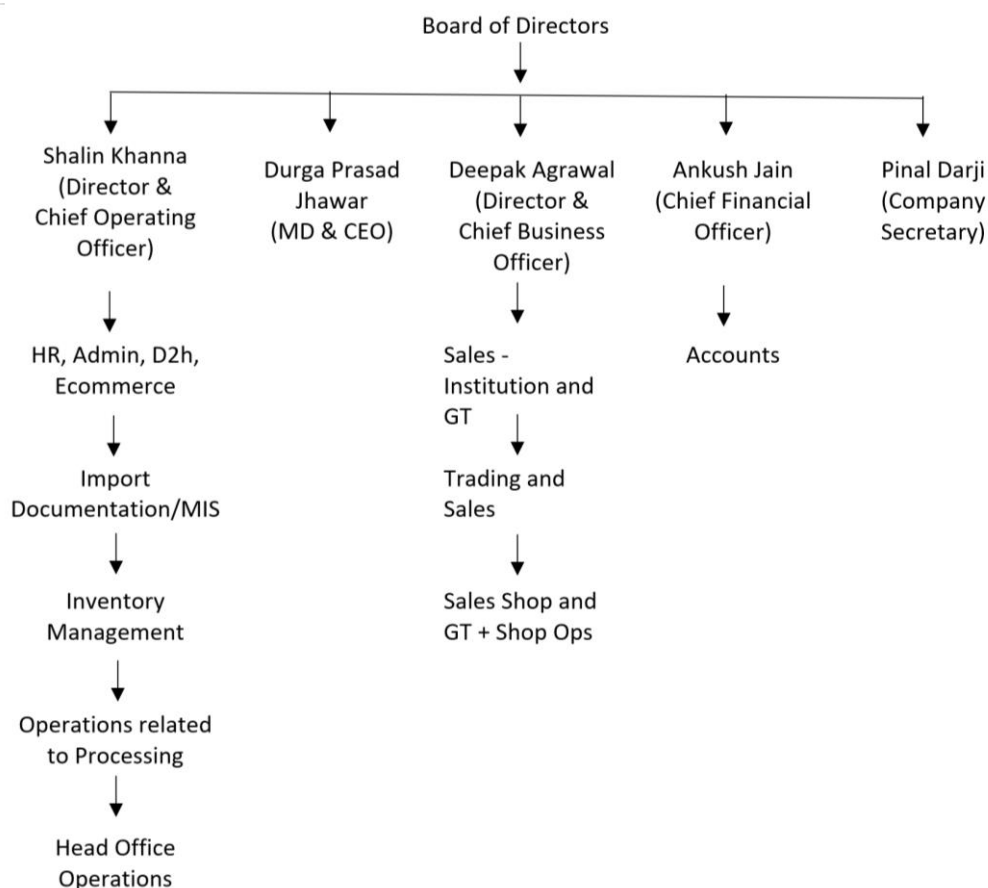 Board of Directors
Shalin Khanna
(Director &
Chief Operating
Officer)
Durga Prasad
Jhawar
(MD & CEO)
Deepak Agrawal
(Director &
Chief Business
Officer)
Ankush Jain
(Chief Financial
Officer)
Pinal Darji
(Company
Secretary)
HR, Admin, D2h,
Ecommerce
Sales -
Institution and
GT
Accounts
Import
Documentation/MIS
Trading and
Sales
Inventory
Management
Sales Shop and
GT + Shop Ops
Operations related
to Processing
Head Office
Operations